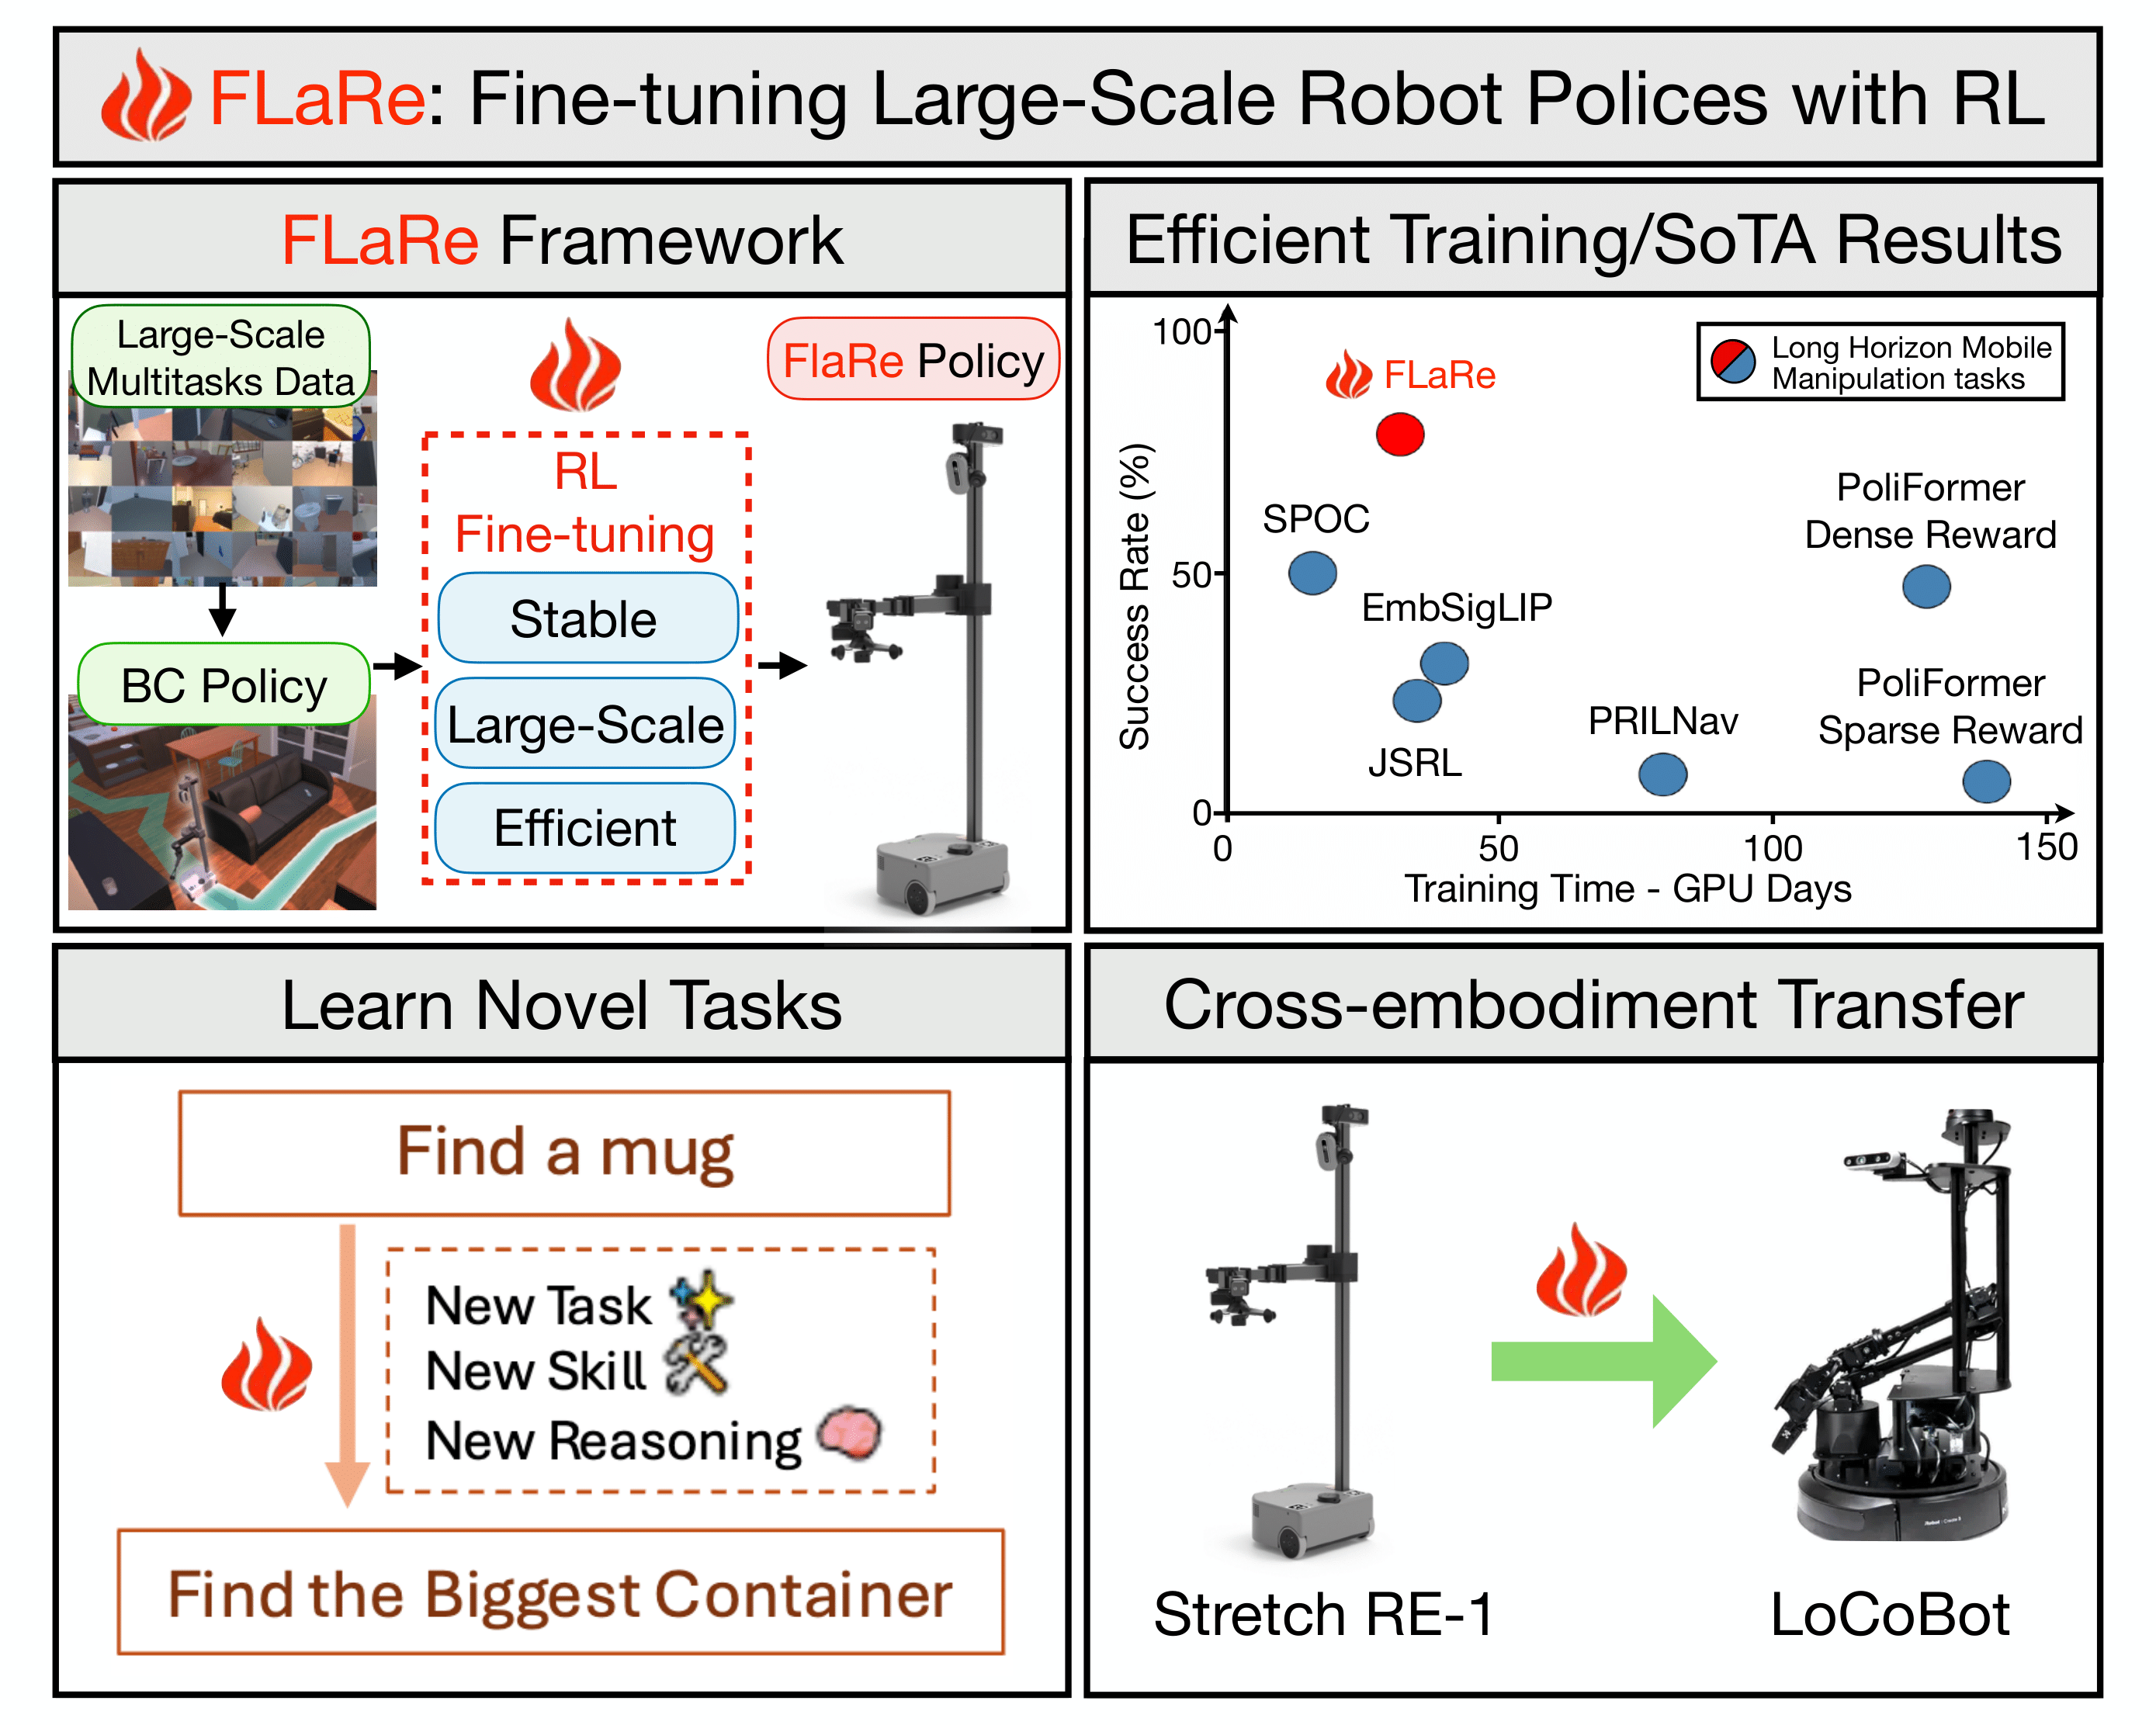 FLaRe: Fine-tuning Large-Scale Robot Polices with RL
FLaRe Framework
Large-Scale
Multitasks Data
BC Policy
RL
Fine-tuning
Stable
Large-Scale
Efficient
FlaRe Policy
Efficient Training/SoTA Results
Success Rate (%)
100
50
0
FLaRe
Long Horizon Mobile
Manipulation tasks
SPOC
EmbSigLIP
JSRL
PRILNav
PoliFormer
Dense Reward
PoliFormer
Sparse Reward
0
50
100
150
Training Time - GPU Days
Learn Novel Tasks
Find a mug
New Task
New Skill
New Reasoning
Find the Biggest Container
Cross-embodiment Transfer
Stretch RE-1
LoCoBot